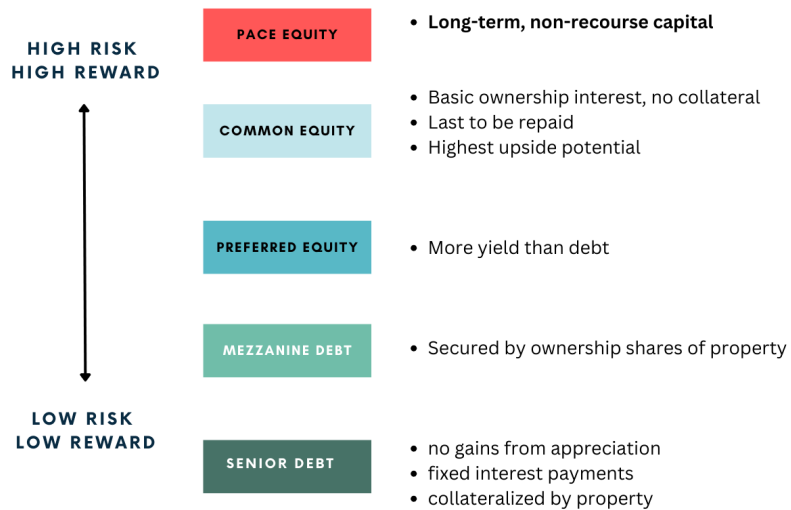 HIGH RISK
HIGH REWARD
PACE EQUITY
• Long-term, non-recourse capital
COMMON EQUITY
• Basic ownership interest, no collateral
• Last to be repaid
• Highest upside potential
PREFERRED EQUITY
• More yield than debt
MEZZANINE DEBT
• Secured by ownership shares of property
LOW RISK
LOW REWARD
SENIOR DEBT
• no gains from appreciation
• fixed interest payments
• collateralized by property